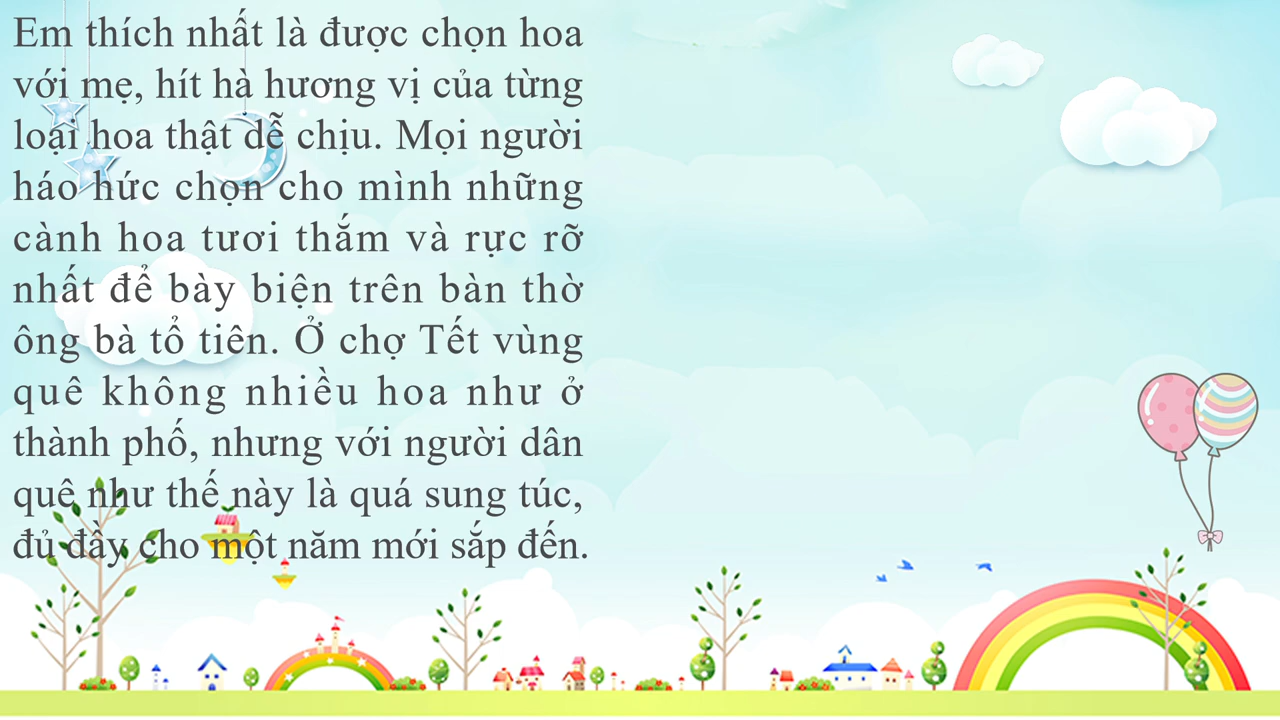 Em thích nhất là được chọn hoa
với mẹ, hít hà hương vị của từng
loại hoa thật dễ chịu. Mọi người
háo hức chọn cho mình những
cành hoa tươi thắm và rực rỡ
nhất để bày biện trên bàn thờ
ông bà tổ tiên. Ở chợ Tết vùng
quê không nhiều hoa như ở
thành phố, nhưng với người dân
quê như thế này là quá sung túc,
đủ đầy cho một năm mới sắp đến.